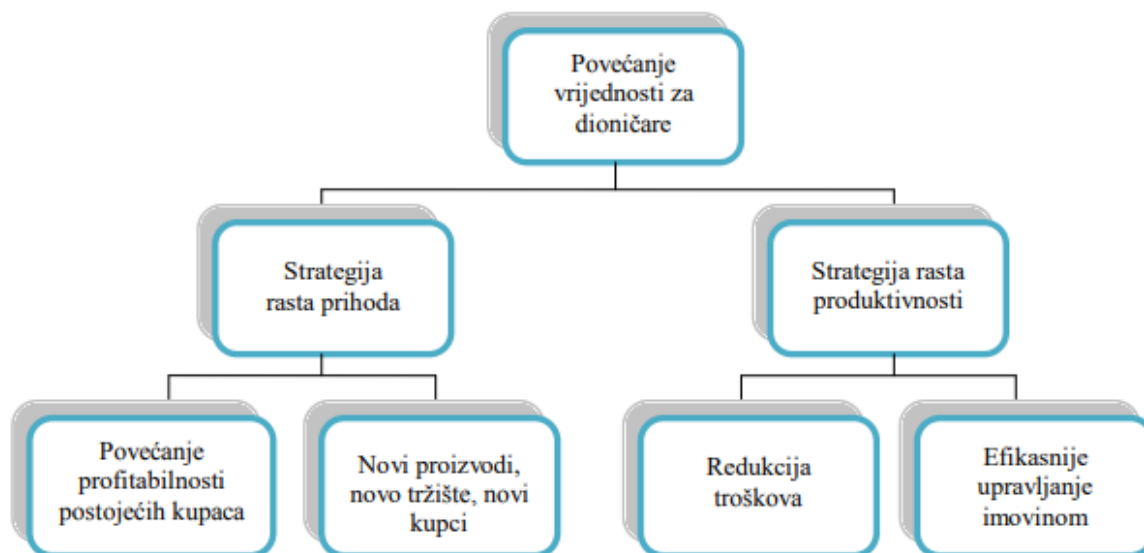 Povećanje
vrijednosti za
dioničare
Strategija
rasta prihoda
Strategija rasta
produktivnosti
Povećanje
profitabilnosti
postojećih kupaca
Novi proizvodi,
novo tržište, novi
kupci
Redukcija
troškova
Efikasnije
upravljanje
imovinom